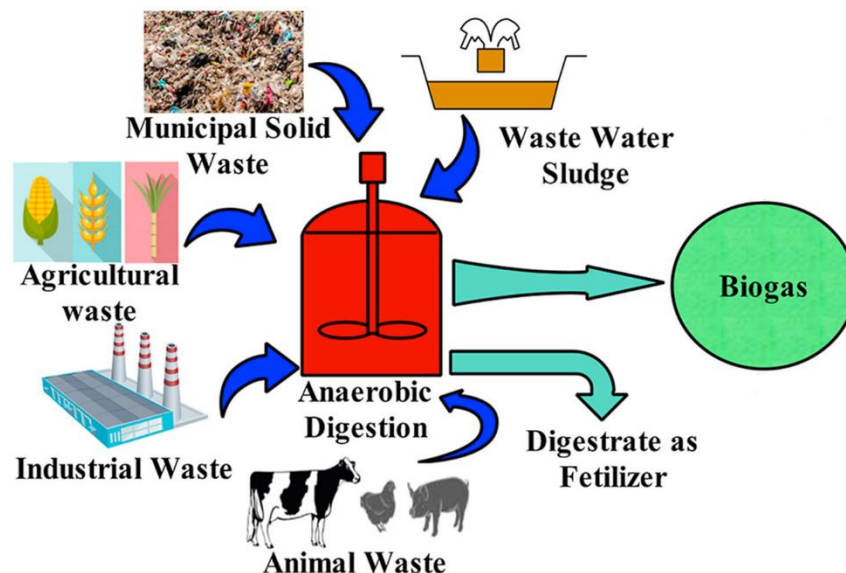 Municipal Solid
Waste
Waste Water
Sludge
Agricultural
waste
Biogas
Anaerobic
Digestion
Industrial Waste
Digestrate as
Fetilizer
Animal Waste